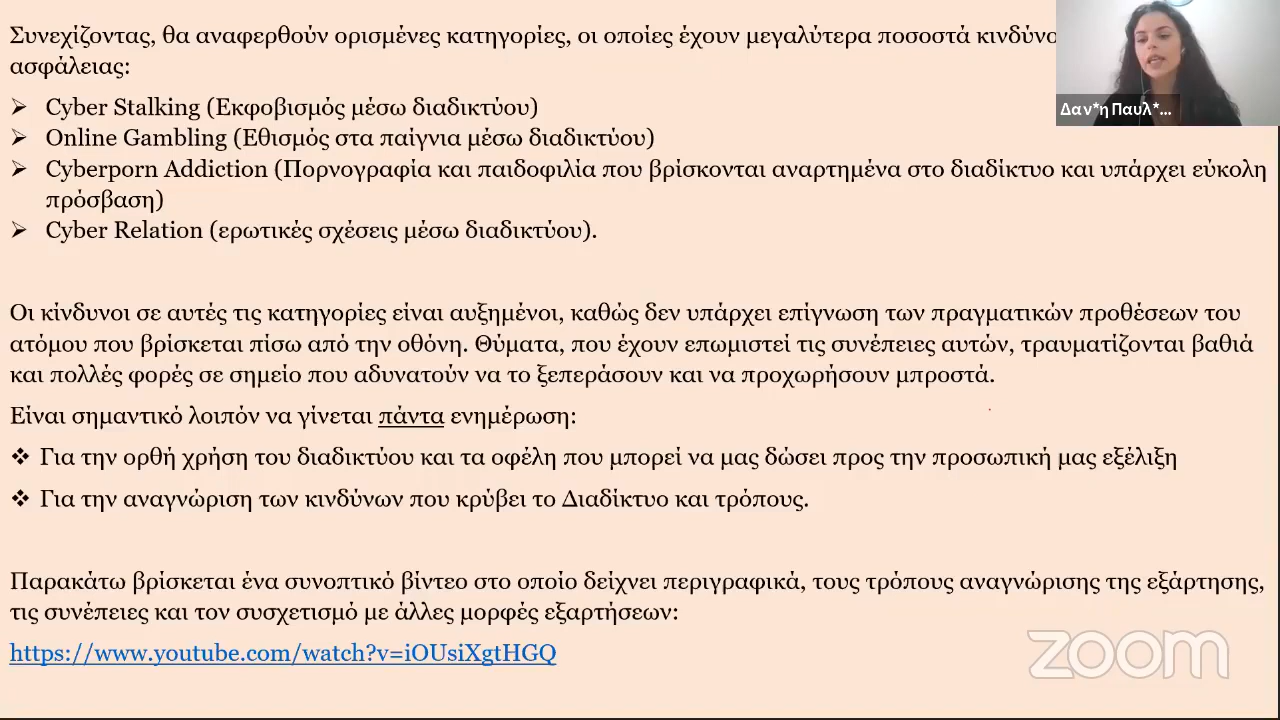 Συνεχίζοντας, θα αναφερθούν ορισμένες κατηγορίες, οι οποίες έχουν μεγαλύτερα ποσοστά
ασφάλειας:
➢ Cyber Stalking (Εκφοβισμός μέσω διαδικτύου)
➢ Online Gambling (Εθισμός στα παίγνια μέσω διαδικτύου)
➢ Cyberporn Addiction (Πορνογραφία και παιδοφιλία που βρίσκονται αναρτημένα στο διαδίκτυο και υπάρχει εύκολη
πρόσβαση)
➢ Cyber Relation (ερωτικές σχέσεις μέσω διαδικτύου).
Οι κίνδυνοι σε αυτές τις κατηγορίες είναι αυξημένοι, καθώς δεν υπάρχει επίγνωση των πραγματικών προθέσεων του
ατόμου που βρίσκεται πίσω από την οθόνη. Θύματα, που έχουν επωμιστεί τις συνέπειες αυτών, τραυματίζονται βαθιά
και πολλές φορές σε σημείο που αδυνατούν να το ξεπεράσουν και να προχωρήσουν μπροστά.
Είναι σημαντικό λοιπόν να γίνεται πάντα ενημέρωση:
❖ Για την ορθή χρήση του διαδικτύου και τα οφέλη που μπορεί να μας δώσει προς την προσωπική μας εξέλιξη
❖ Για την αναγνώριση των κινδύνων που κρύβει το Διαδίκτυο και τρόπους.
Παρακάτω βρίσκεται ένα συνοπτικό βίντεο στο οποίο δείχνει περιγραφικά, τους τρόπους αναγνώρισης της εξάρτησης,
τις συνέπειες και τον συσχετισμό με άλλες μορφές εξαρτήσεων:
https://www.youtube.com/watch?v=iOUsiXgtHGQ
Δαν*η Παυλ*...
zoom